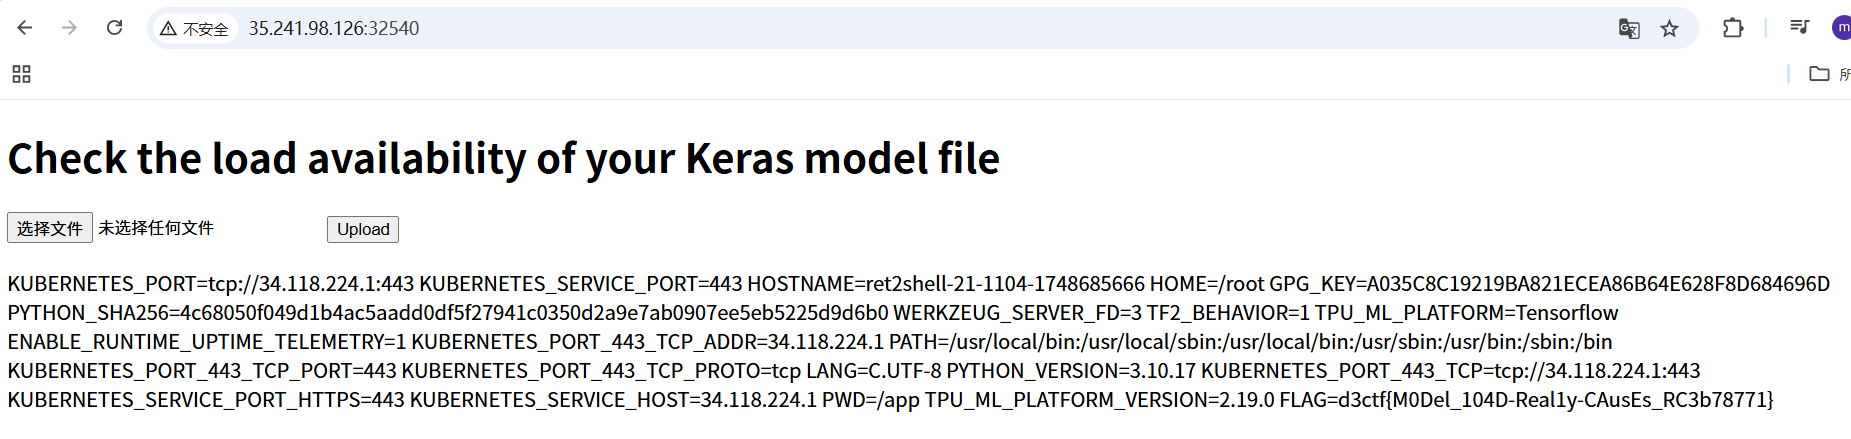 不安全 35.241.98.126:32540
m
所
Check the load availability of your Keras model file
选择文件 未选择任何文件 Upload
KUBERNETES_PORT=tcp://34.118.224.1:443 KUBERNETES_SERVICE_PORT=443 HOSTNAME=ret2shell-21-1104-1748685666 HOME=/root GPG_KEY=A035C8C19219BA821ECEA86B64E628F8D684696D
PYTHON_SHA256=4c68050f049d1b4ac5aadd0df5f27941c0350d2a9e7ab0907ee5eb5225d9d6b0 WERKZEUG_SERVER_FD=3 TF2_BEHAVIOR=1 TPU_ML_PLATFORM=Tensorflow
ENABLE_RUNTIME_UPTIME_TELEMETRY=1 KUBERNETES_PORT_443_TCP_ADDR=34.118.224.1 PATH=/usr/local/bin:/usr/local/sbin:/usr/local/bin:/usr/sbin:/usr/bin:/sbin:/bin
KUBERNETES_PORT_443_TCP_PORT=443 KUBERNETES_PORT_443_TCP_PROTO=tcp LANG=C.UTF-8 PYTHON_VERSION=3.10.17 KUBERNETES_PORT_443_TCP=tcp://34.118.224.1:443
KUBERNETES_SERVICE_PORT_HTTPS=443 KUBERNETES_SERVICE_HOST=34.118.224.1 PWD=/app TPU_ML_PLATFORM_VERSION=2.19.0 FLAG=d3ctf{M0Del_104D-Real1y-CAusEs_RC3b78771}